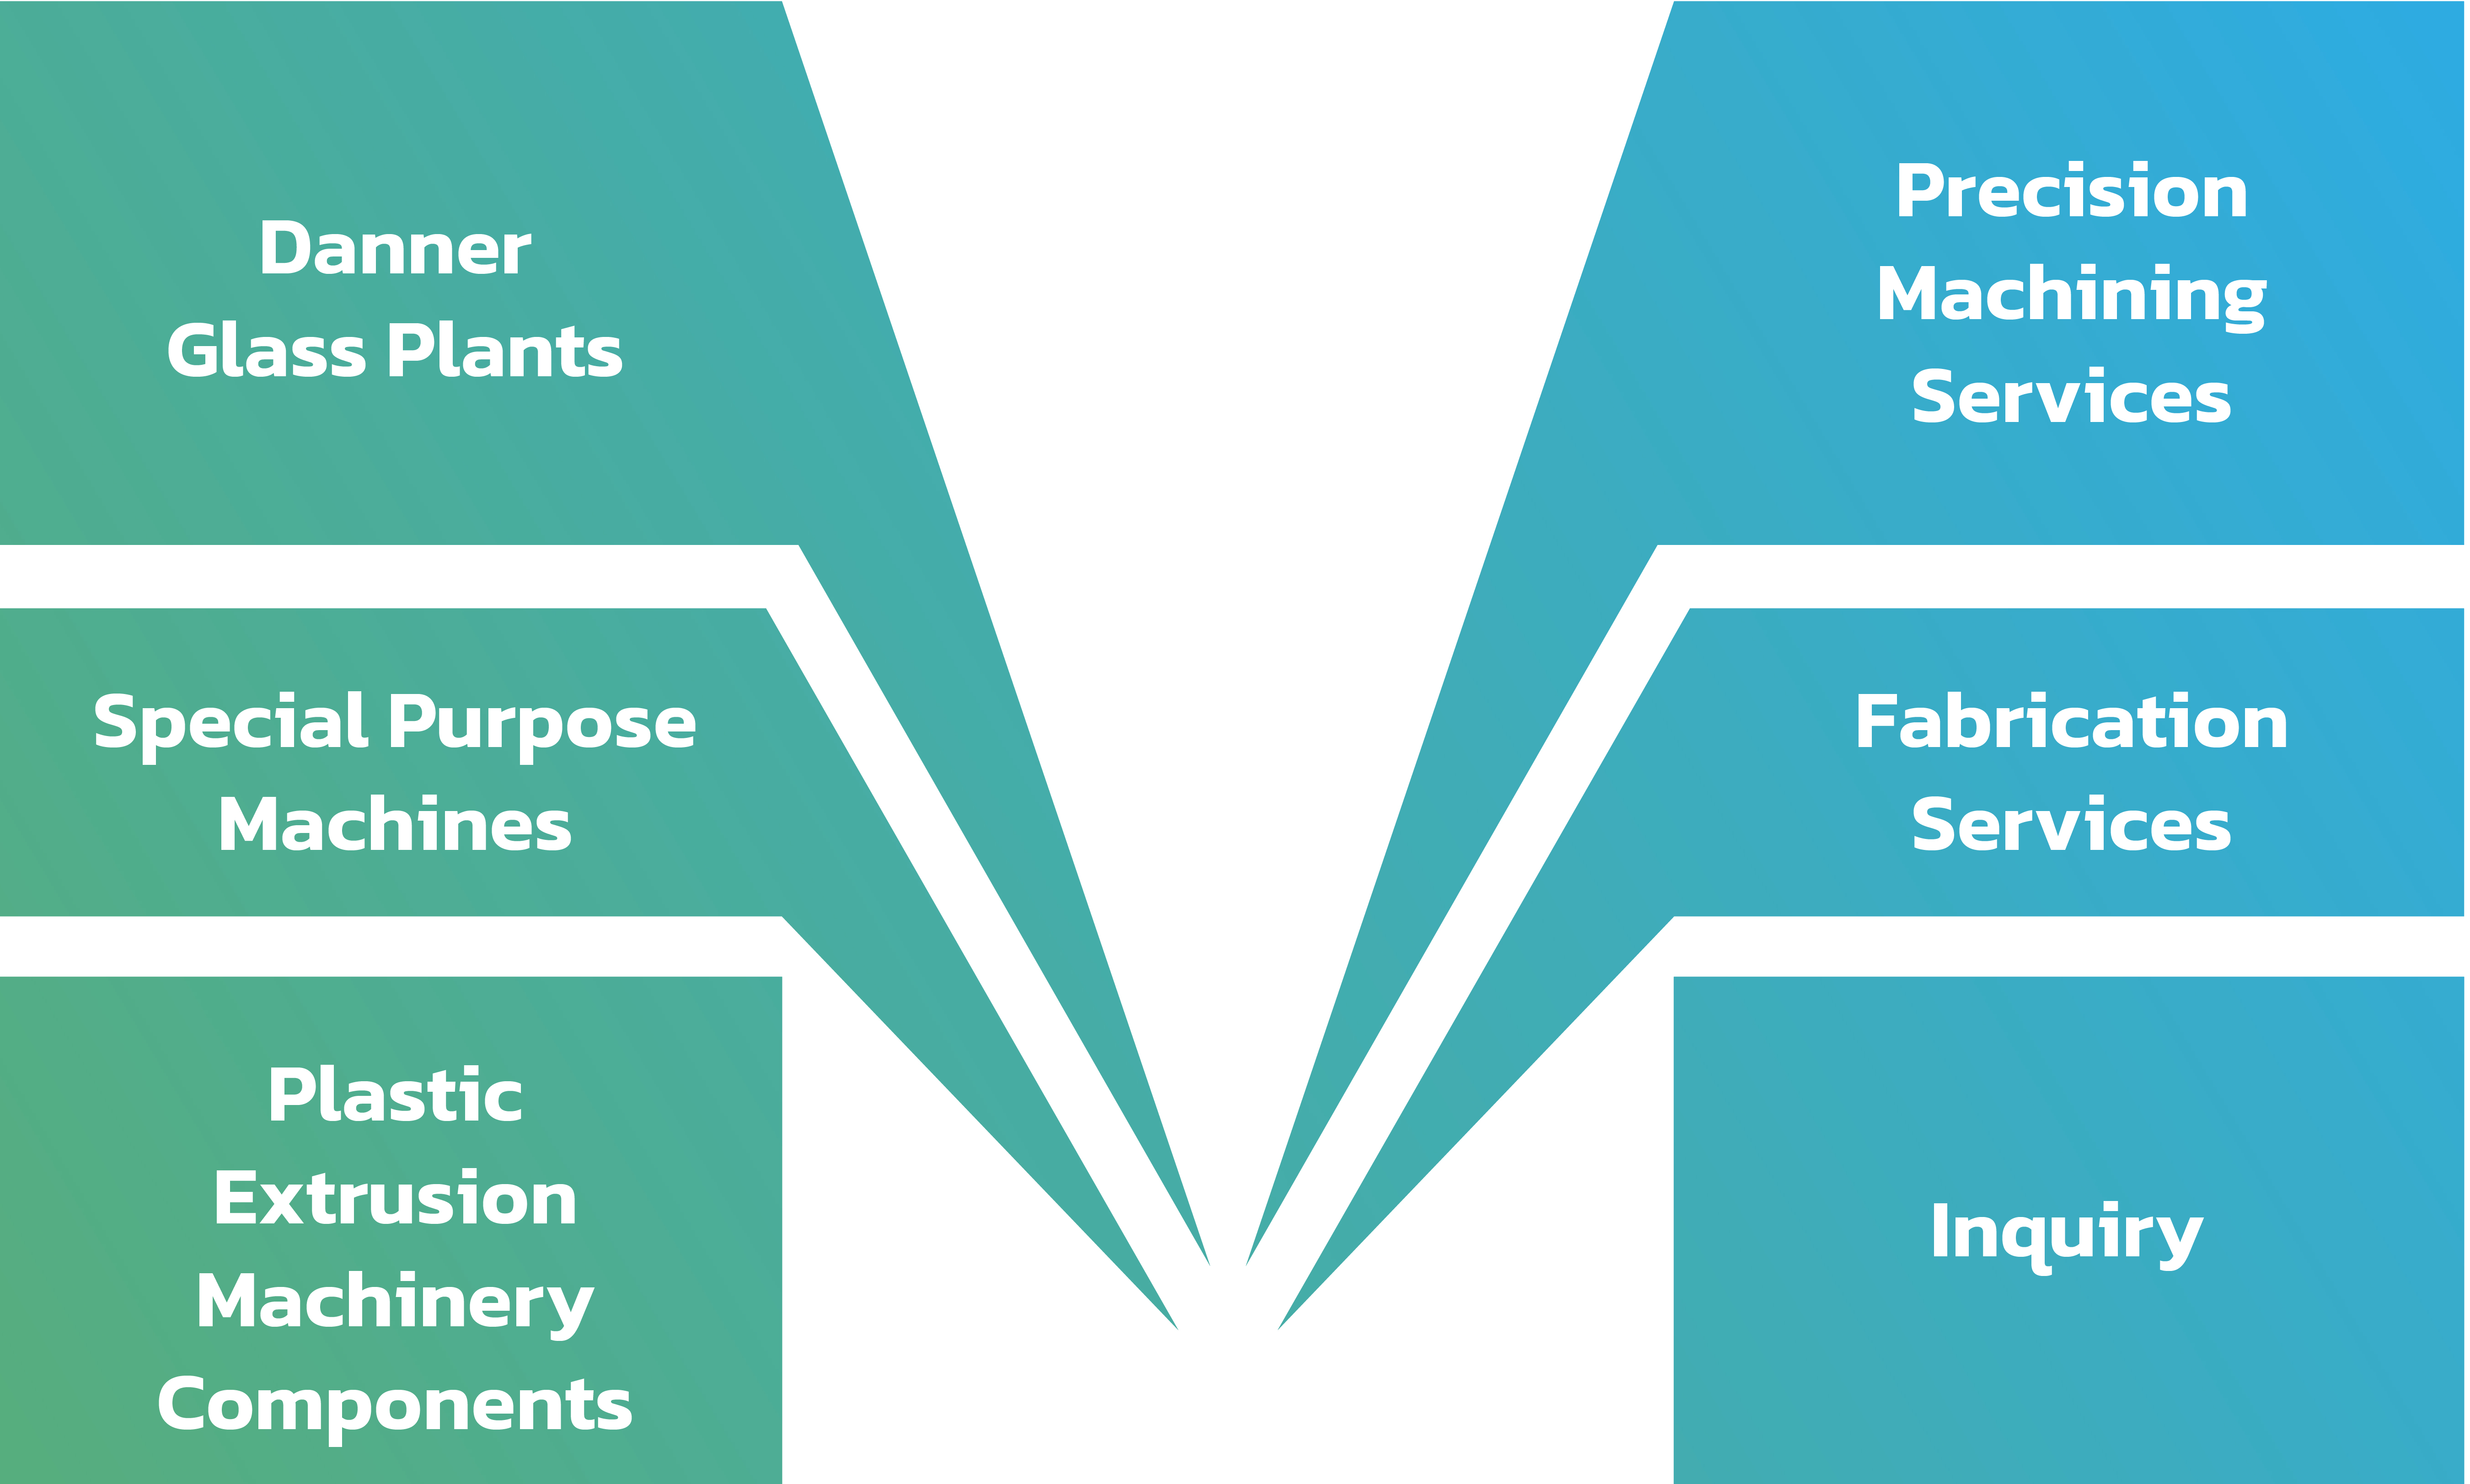 Danner
Glass Plants
Special Purpose
Machines
Plastic
Extrusion
Machinery
Components
Precision
Machining
Services
Fabrication
Services
Inquiry